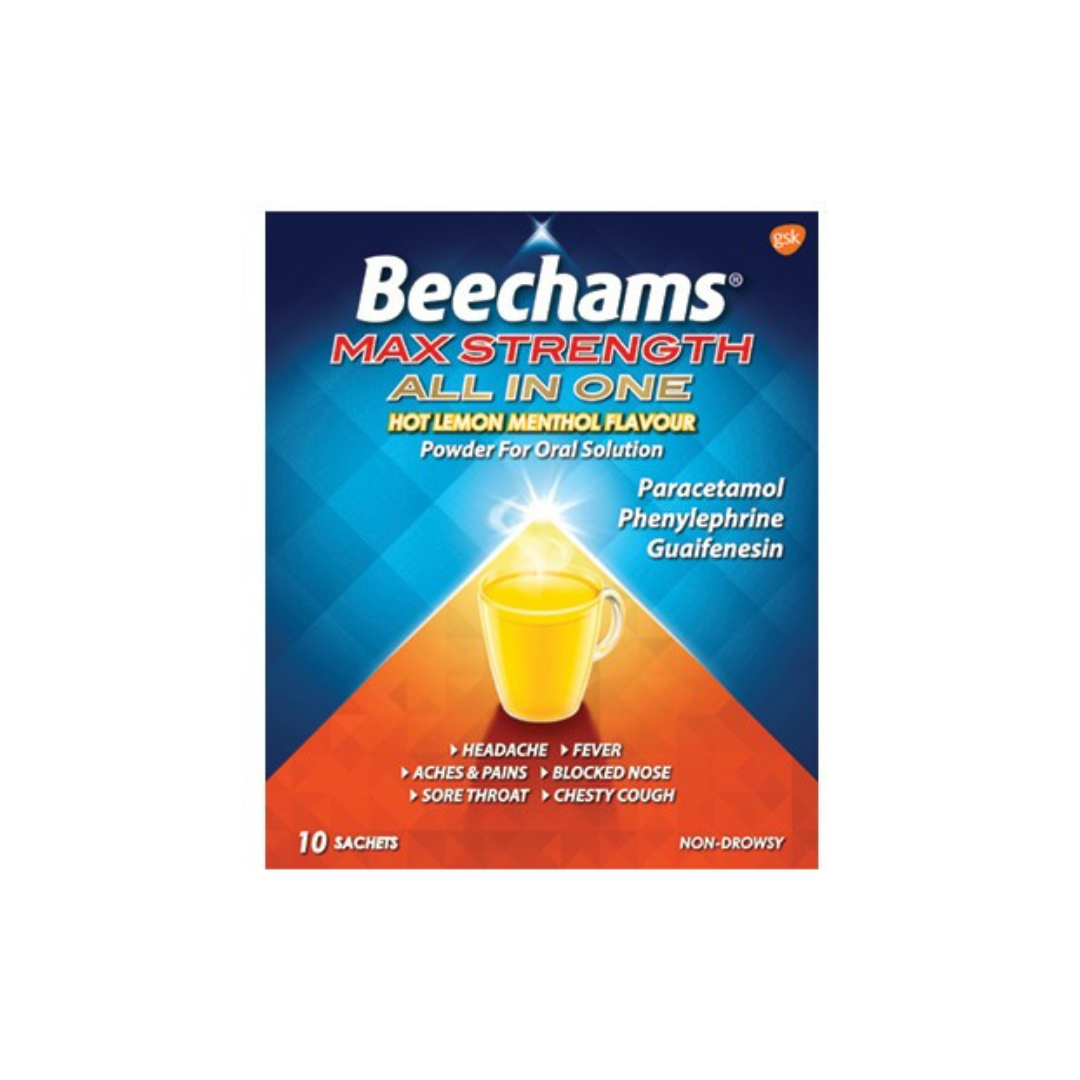 gsk
Beechams®
MAX STRENGTH
ALL IN ONE
HOT LEMON MENTHOL FLAVOUR
Powder For Oral Solution
Paracetamol
Phenylephrine
Guaifenesin
HEADACHE FEVER
ACHES & PAINS BLOCKED NOSE
SORE THROAT CHESTY COUGH
10 SACHETS NON-DROWSY